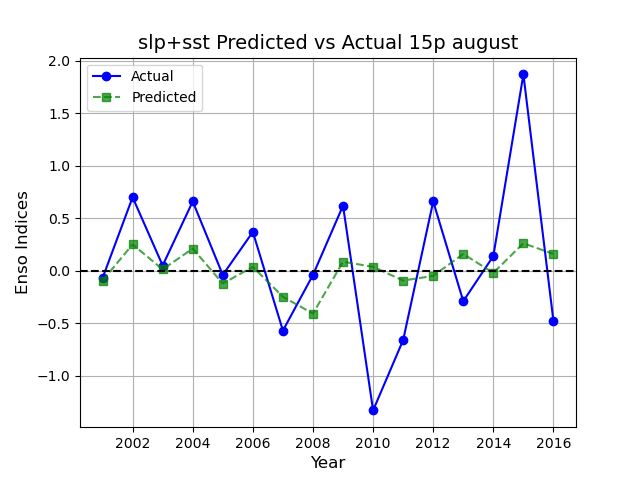 slp+sst Predicted vs Actual 15p august
Actual
Predicted
2.0
1.5
1.0
0.5
0.0
−0.5
−1.0
Enso Indices
2002 2004 2006 2008 2010 2012 2014 2016
Year